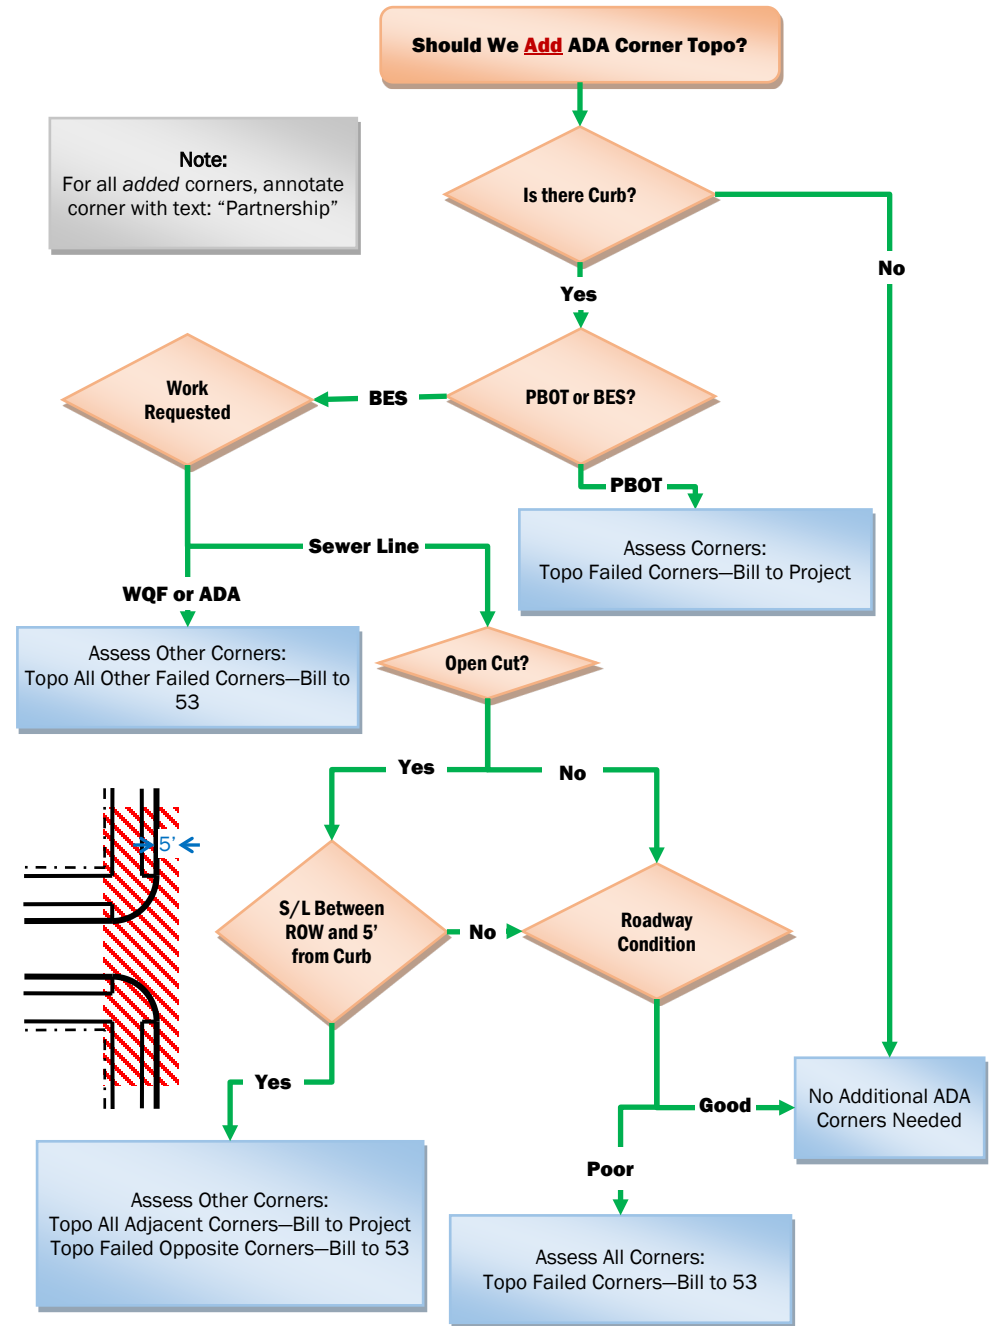 Should We Add ADA Corner Topo?
Note:
For all added corners, annotate
corner with text: “Partnership”
Is there Curb?
No
Yes
Work
Requested
BES
PBOT or BES?
PBOT
Assess Corners:
Topo Failed Corners—Bill to Project
Sewer Line
WQF or ADA
Assess Other Corners:
Topo All Other Failed Corners—Bill to
53
Open Cut?
Yes
No
5'
S/L Between
ROW and 5'
from Curb
No
Roadway
Condition
Yes
Good
No Additional ADA
Corners Needed
Poor
Assess Other Corners:
Topo All Adjacent Corners—Bill to Project
Topo Failed Opposite Corners—Bill to 53
Assess All Corners:
Topo Failed Corners—Bill to 53